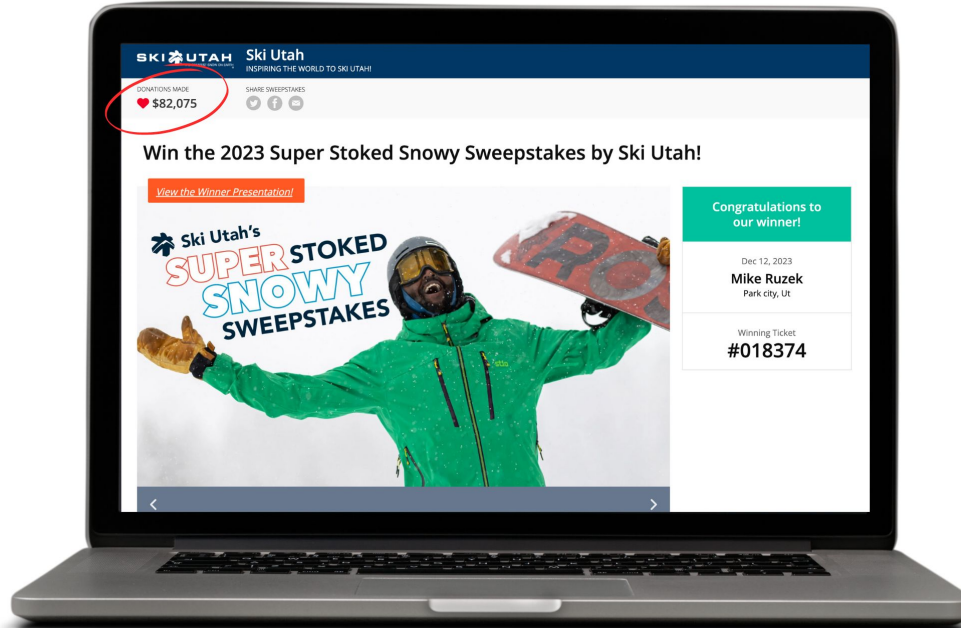 SKI UTAH
Ski Utah
INSPIRING THE WORLD TO SKI UTAH!
DONATIONS MADE
$82,075
SHARE SWEEPSTAKES
Win the 2023 Super Stoked Snowy Sweepstakes by Ski Utah!
View the Winner Presentation!
Ski Utah's
SUPER STOKED
SNOWY
SWEEPSTAKES
Congratulations to
our winner!
Dec 12, 2023
Mike Ruzek
Park city, Ut
Winning Ticket
#018374